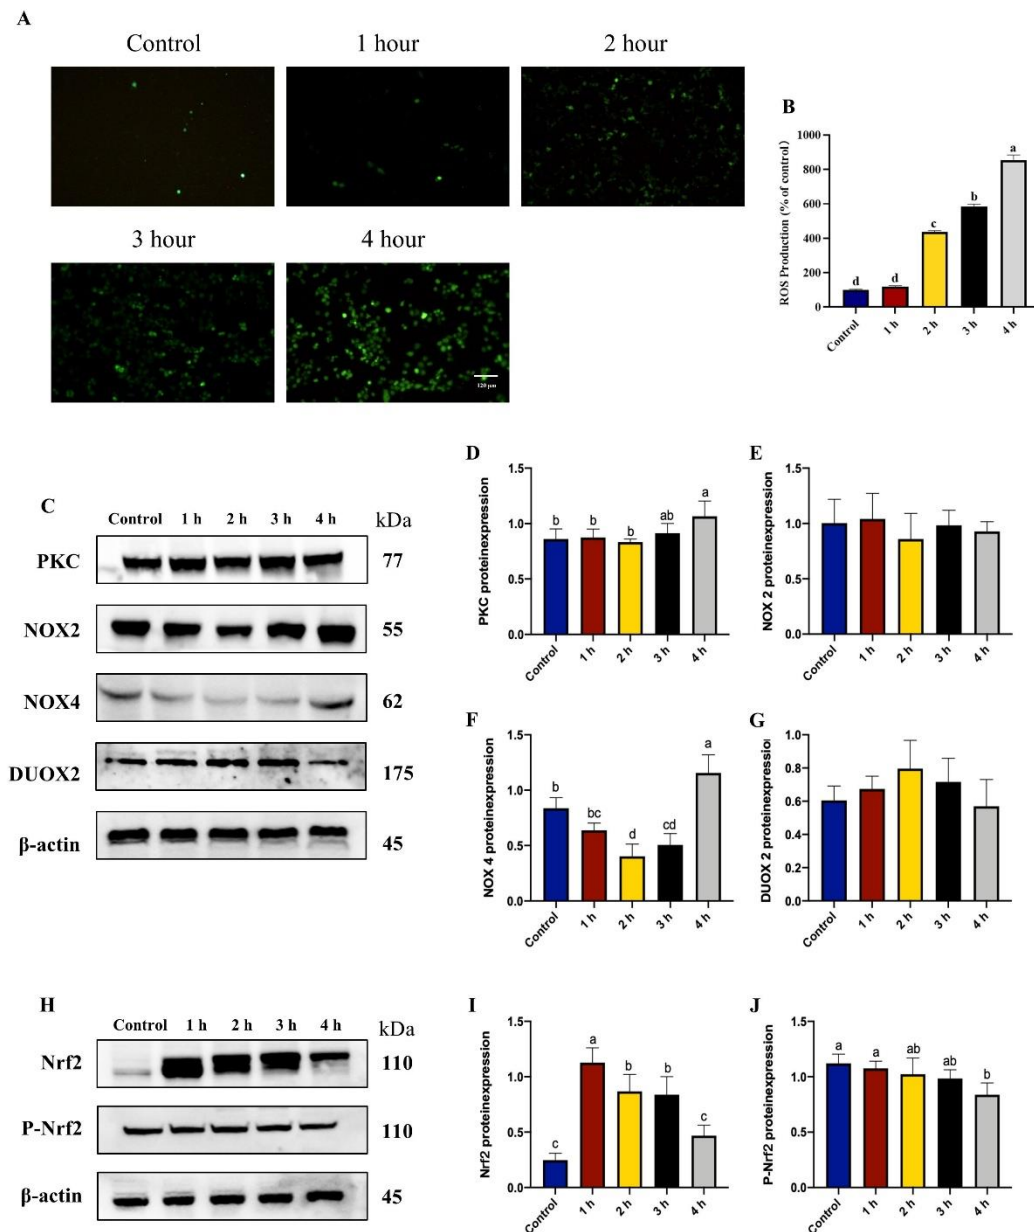 A
Control
1 hour
2 hour
3 hour
4 hour
120 μm
B
ROS Production (% of control)
1000
800
600
400
200
0
d
d
c
b
a
Control
1 h
2 h
3 h
4 h
C
Control 1 h 2 h 3 h 4 h kDa
PKC 77
NOX2 55
NOX4 62
DUOX2 175
β-actin 45
D
PKC proteinexpression
1.5
1.0
0.5
0.0
b
b
b
ab
a
Control
1 h
2 h
3 h
4 h
E
NOX 2 proteinexpression
1.5
1.0
0.5
0.0
Control
1 h
2 h
3 h
4 h
F
NOX 4 proteinexpression
1.5
1.0
0.5
0.0
b
bc
d
cd
a
Control
1 h
2 h
3 h
4 h
G
DUOX 2 proteinexpression
1.0
0.8
0.6
0.4
0.2
0.0
Control
1 h
2 h
3 h
4 h
H
Control 1 h 2 h 3 h 4 h kDa
Nrf2 110
P-Nrf2 110
β-actin 45
I
Nrf2 proteinexpression
1.5
1.0
0.5
0.0
c
a
b
b
c
Control
1 h
2 h
3 h
4 h
J
P-Nrf2 proteinexpression
1.5
1.0
0.5
0.0
a
a
ab
ab
b
Control
1 h
2 h
3 h
4 h